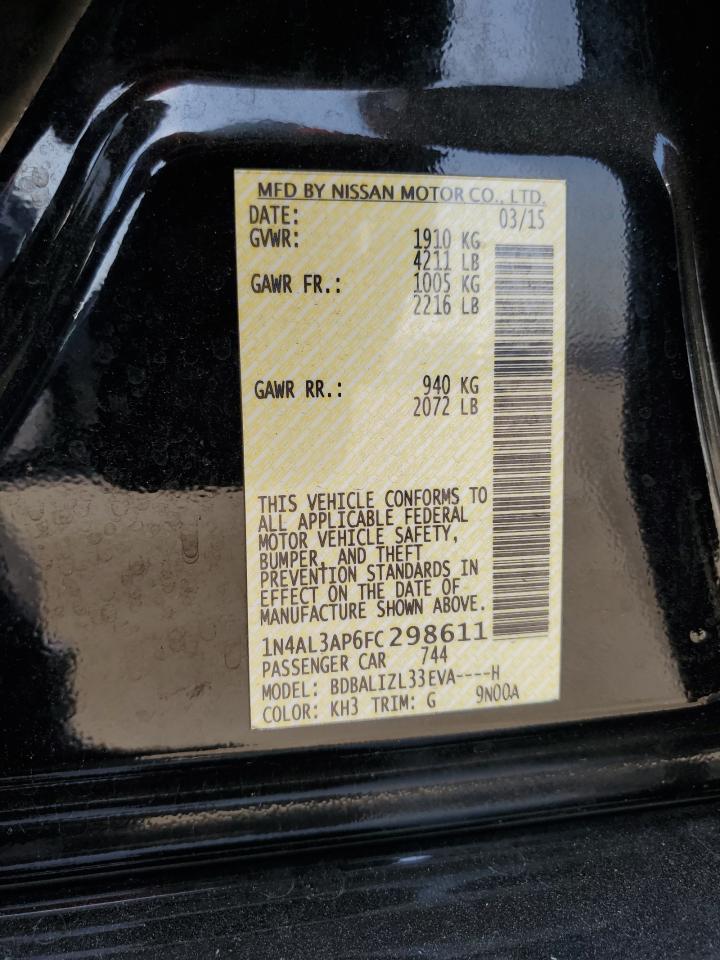 MFD BY NISSAN MOTOR CO., LTD.
DATE: 03/15
GVWR: 1910 KG
4211 LB
GAWR FR.: 1005 KG
2216 LB
GAWR RR.: 940 KG
2072 LB
THIS VEHICLE CONFORMS TO
ALL APPLICABLE FEDERAL
MOTOR VEHICLE SAFETY,
BUMPER, AND THEFT
PREVENTION STANDARDS IN
EFFECT ON THE DATE OF
MANUFACTURE SHOWN ABOVE.
1N4AL3AP6FC298611
PASSENGER CAR 744
MODEL: BDBALIZL33EVA----H
COLOR: KH3 TRIM: G 9N00A